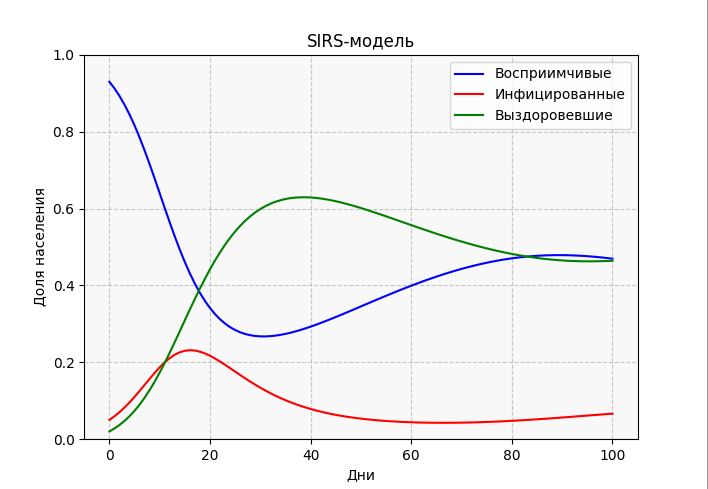 SIRS-модель
1.0
0.8
0.6
0.4
0.2
0.0
Доля населения
Восприимчивые
Инфицированные
Выздоровевшие
0 20 40 60 80 100
Дни